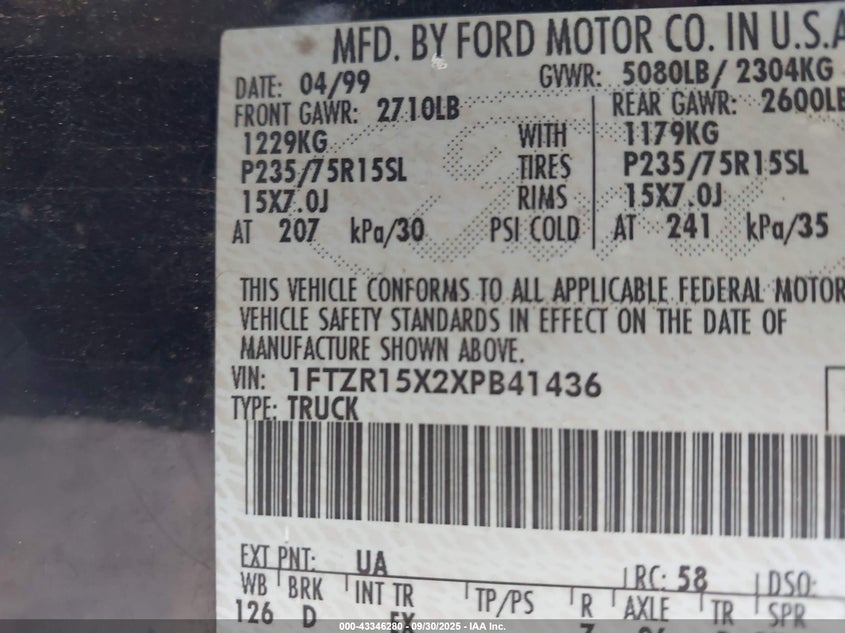 MFD. BY FORD MOTOR CO. IN U.S.A
DATE: 04/99 GVWR: 5080LB/ 2304KG
FRONT GAWR: 2710LB REAR GAWR: 2600LB
1229KG WITH 1179KG
P235/75R15SL TIRES P235/75R15SL
15X7.0J RIMS 15X7.0J
AT 207 kPa/30 PSI COLD AT 241 kPa/35
THIS VEHICLE CONFORMS TO ALL APPLICABLE FEDERAL MOTOR
VEHICLE SAFETY STANDARDS IN EFFECT ON THE DATE OF
MANUFACTURE SHOWN ABOVE.
VIN: 1FTZR15X2XPB41436
TYPE: TRUCK
EXT PNT: UA RC: 58 DSO:
WB BRK INT TR TP/PS R AXLE TR SPR
126 D
000-43346280 - 09/30/2025 - IAA Inc.